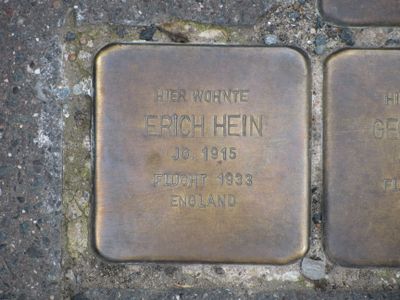 HIER WOHNTE
ERICH HEIN
JG. 1915
FLUCHT 1933
ENGLAND